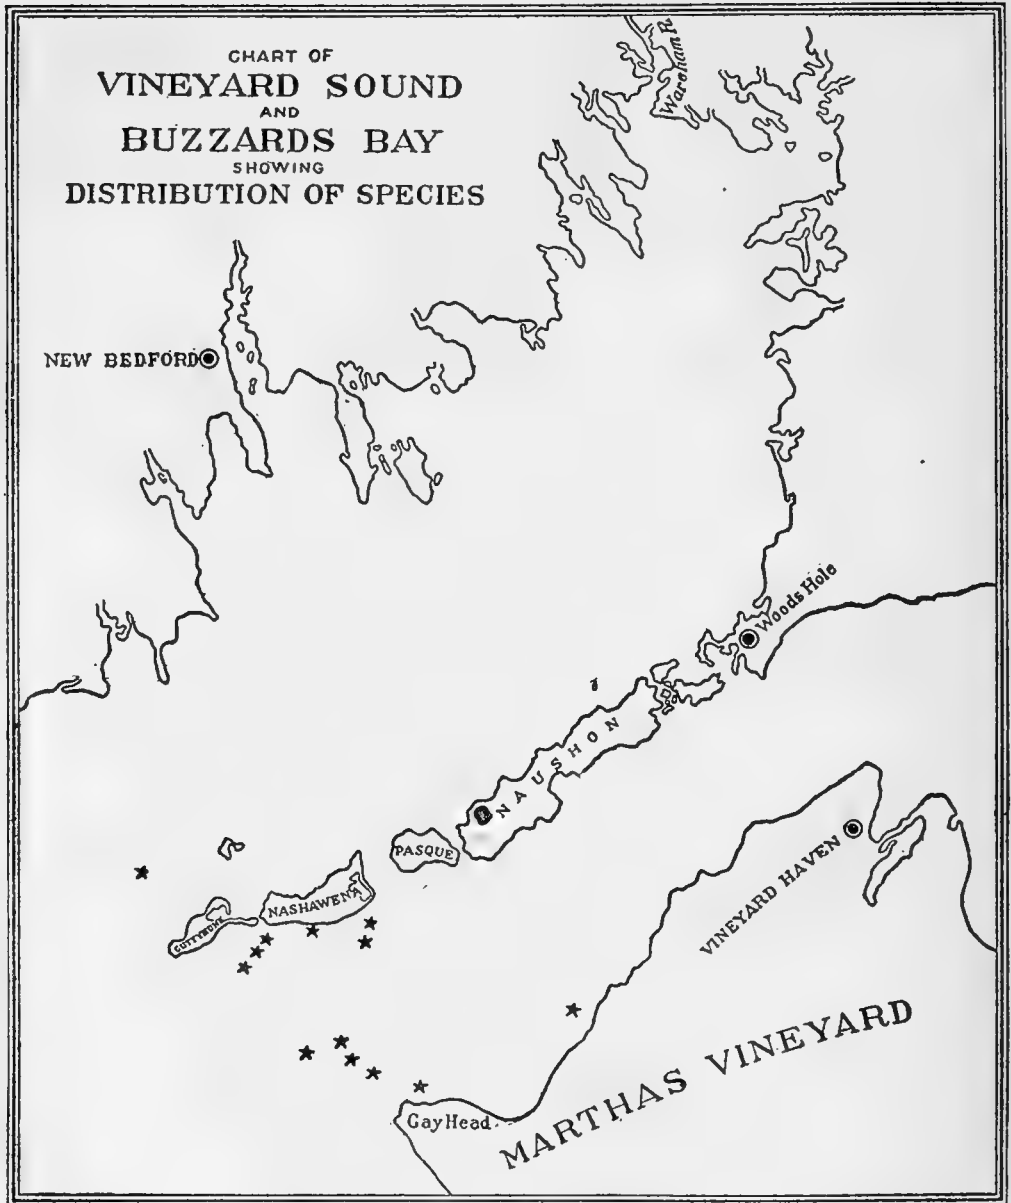 CHART OF
VINEYARD SOUND
AND
BUZZARDS BAY
SHOWING
DISTRIBUTION OF SPECIES
Wareham R.
NEW BEDFORD
Woods Hole
NAUSHON
PASQUE
NASHAWENA
CUTTYHUNK
VINEYARD HAVEN
MARTHAS VINEYARD
Gay Head